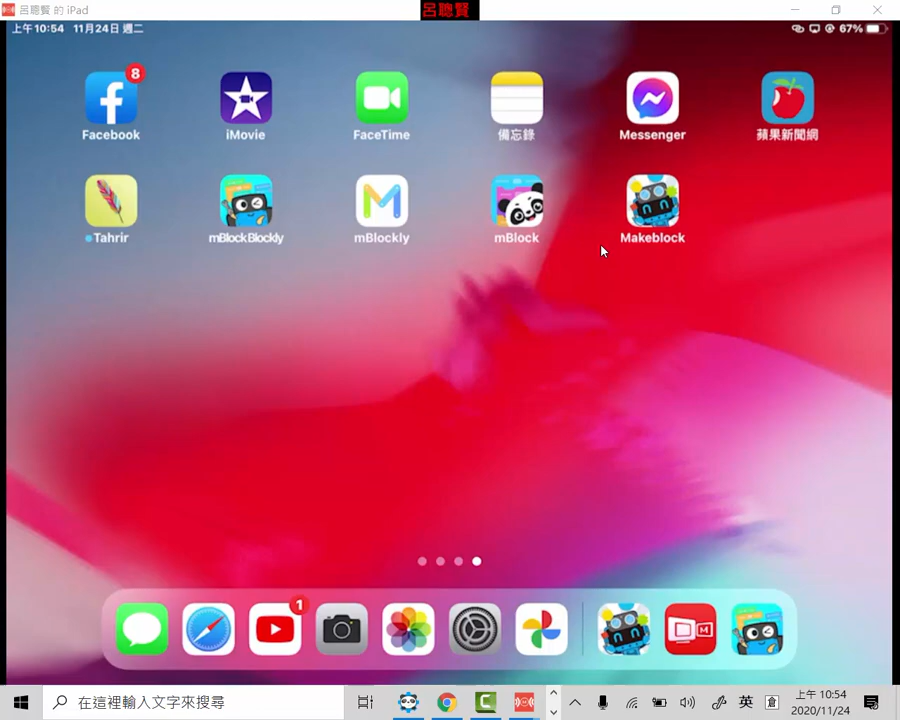 呂聰賢 的 iPad
呂聰賢
上午10:54 11月24日 週二
67%
8
Facebook
iMovie
FaceTime
備忘錄
Messenger
蘋果新聞網
Tahrir
mBlock Blockly
mBlockly
mBlock
Makeblock
1
M
在這裡輸入文字來搜尋
英
上午 10:54
2020/11/24